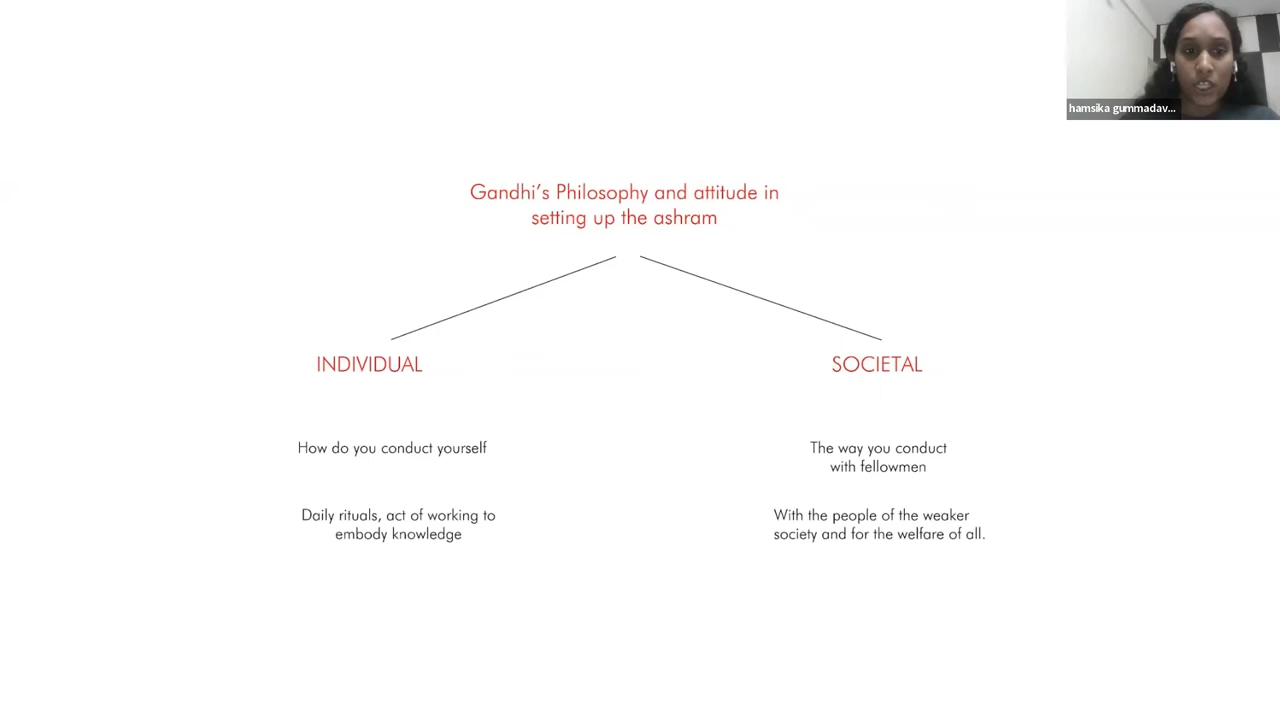 hamsika gummadav...
Gandhi's Philosophy and attitude in
setting up the ashram
INDIVIDUAL
SOCIETAL
How do you conduct yourself
The way you conduct
with fellowmen
Daily rituals, act of working to
embody knowledge
With the people of the weaker
society and for the welfare of all.